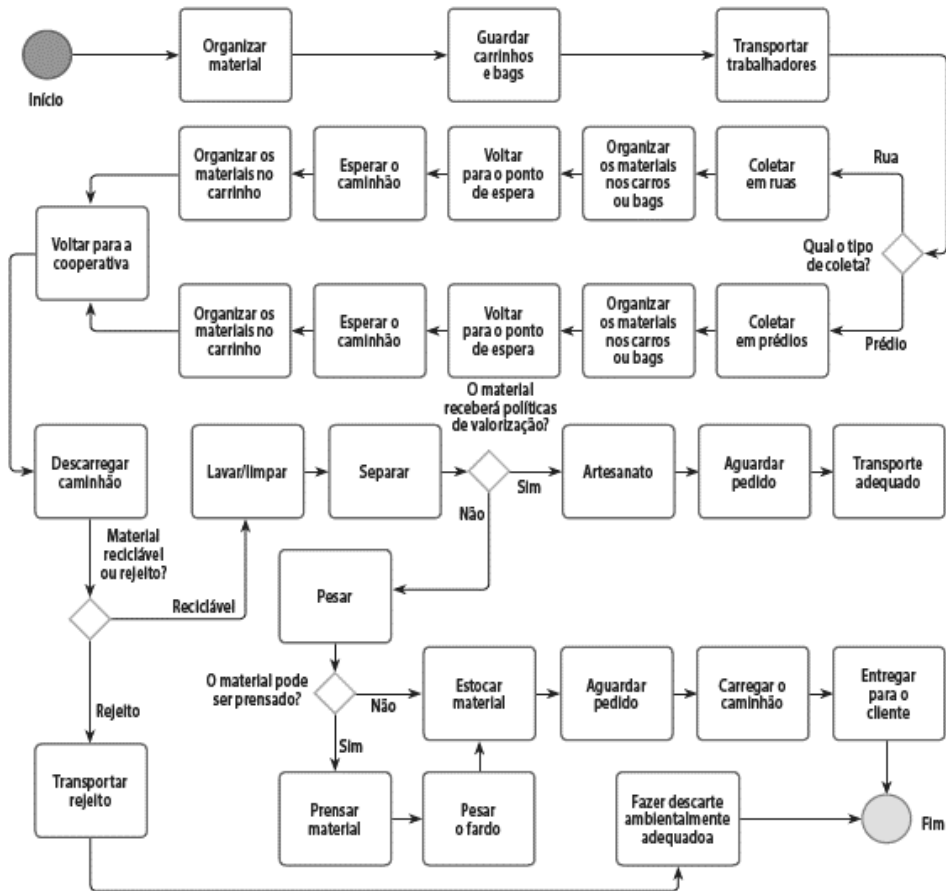 Início
Organizar
material
Guardar
carrinhos
e bags
Transportar
trabalhadores
Organizar os
materiais no
carrinho
Esperar o
caminhão
Voltar
para o ponto
de espera
Organizar
os materiais
nos carros
ou bags
Coletar
em ruas
Rua
Voltar para a
cooperativa
Qual o tipo
de coleta?
Organizar os
materiais no
carrinho
Esperar o
caminhão
Voltar
para o ponto
de espera
Organizar
os materiais
nos carros
ou bags
Coletar
em prédios
Prédio
O material
receberá políticas
de valorização?
Descarregar
caminhão
Lavar/limpar
Separar
Sim
Não
Artesanato
Aguardar
pedido
Transporte
adequado
Material
reciclável
ou rejeito?
Reciclável
Pesar
O material pode
ser prensado?
Não
Sim
Estocar
material
Aguardar
pedido
Carregar o
caminhão
Entregar
para o
cliente
Rejeito
Transportar
rejeito
Prensar
material
Pesar
o fardo
Fazer descarte
ambientalmente
adequadoa
Fim